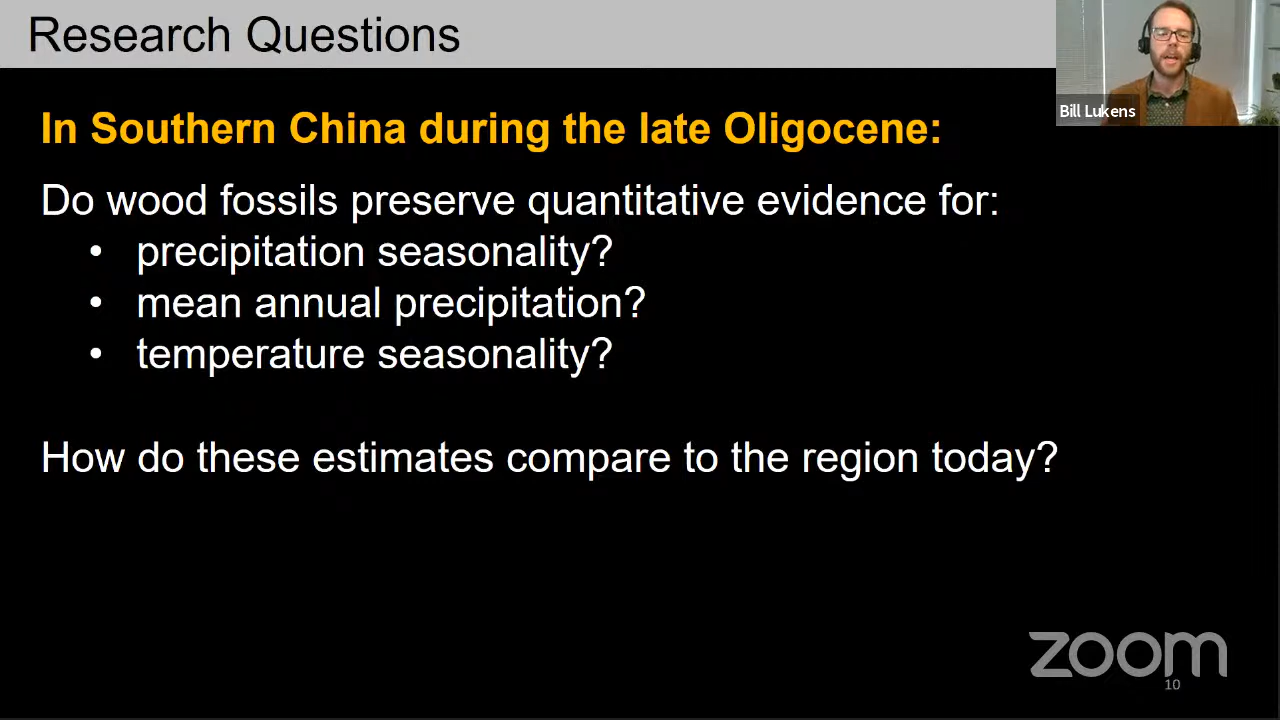 Research Questions
Bill Lukens
In Southern China during the late Oligocene:
Do wood fossils preserve quantitative evidence for:
• precipitation seasonality?
• mean annual precipitation?
• temperature seasonality?
How do these estimates compare to the region today?
zoom
10